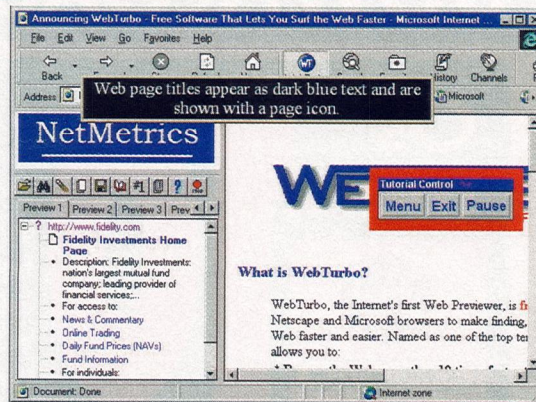 Announcing WebTurbo - Free Software That Lets You Surf the Web Faster - Microsoft Internet ...
File Edit View Go Favorites Help
Back
History Channels
Address
Microsoft
Web page titles appear as dark blue text and are
shown with a page icon.
NetMetrics
WE
Tutorial Control
Menu Exit Pause
#1 ?
Preview 1 Preview 2 Preview 3 Prev
? http://www.fidelity.com
Fidelity Investments Home
Page
• Description: Fidelity Investments:
nation's largest mutual fund
company; leading provider of
financial services;...
• For access to:
• News & Commentary
• Online Trading
• Daily Fund Prices (NAVs)
• Fund Information
• For individuals:
What is WebTurbo?
WebTurbo, the Internet's first Web Previewer, is
Netscape and Microsoft browsers to make finding,
Web faster and easier. Named as one of the top
allows you to:
Document: Done
Internet zone